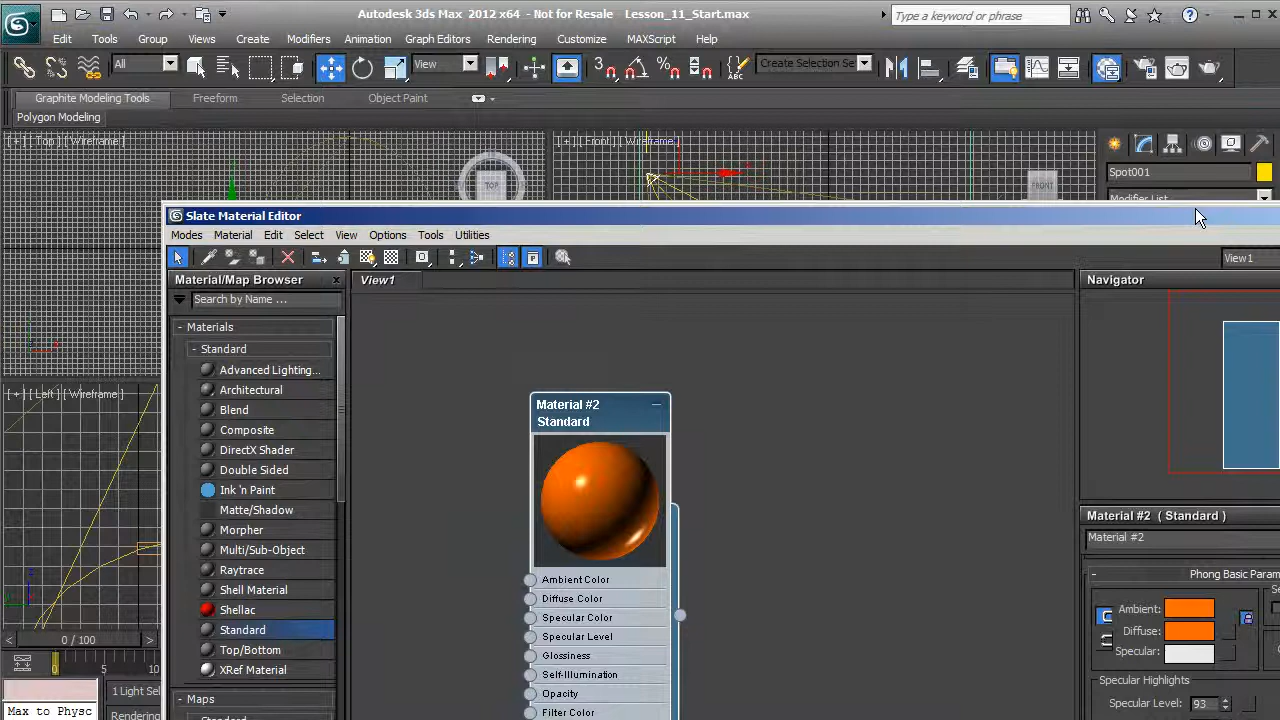 Autodesk 3ds Max 2012 x64 - Not for Resale Lesson_11_Start.max
Type a keyword or phrase
Edit Tools Group Views Create Modifiers Animation Graph Editors Rendering Customize MAXScript Help
All View 3 Create Selection Se
Graphite Modeling Tools Freeform Selection Object Paint
Polygon Modeling
[ + ] [ Top ] [ Wireframe ] [ + ] [ Front ] [ Wireframe ]
TOP FRONT
Spot001
Modifier List
Slate Material Editor
Modes Material Edit Select View Options Tools Utilities
View1
Material/Map Browser View1 Navigator
Search by Name ...
- Materials
- Standard
Advanced Lighting...
Architectural
Blend
Composite
DirectX Shader
Double Sided
Ink 'n Paint
Matte/Shadow
Morpher
Multi/Sub-Object
Raytrace
Shell Material
Shellac
Standard
Top/Bottom
XRef Material
- Maps
Standard
[ + ] [ Left ] [ Wireframe ]
0 / 100
0 5 10
1 Light Sel
Max to Physc
Rendering
Material #2
Standard
Ambient Color
Diffuse Color
Specular Color
Specular Level
Glossiness
Self-Illumination
Opacity
Filter Color
Material #2 ( Standard )
Material #2
- Phong Basic Param
Ambient:
Diffuse:
Specular:
Specular Highlights
Specular Level: 93